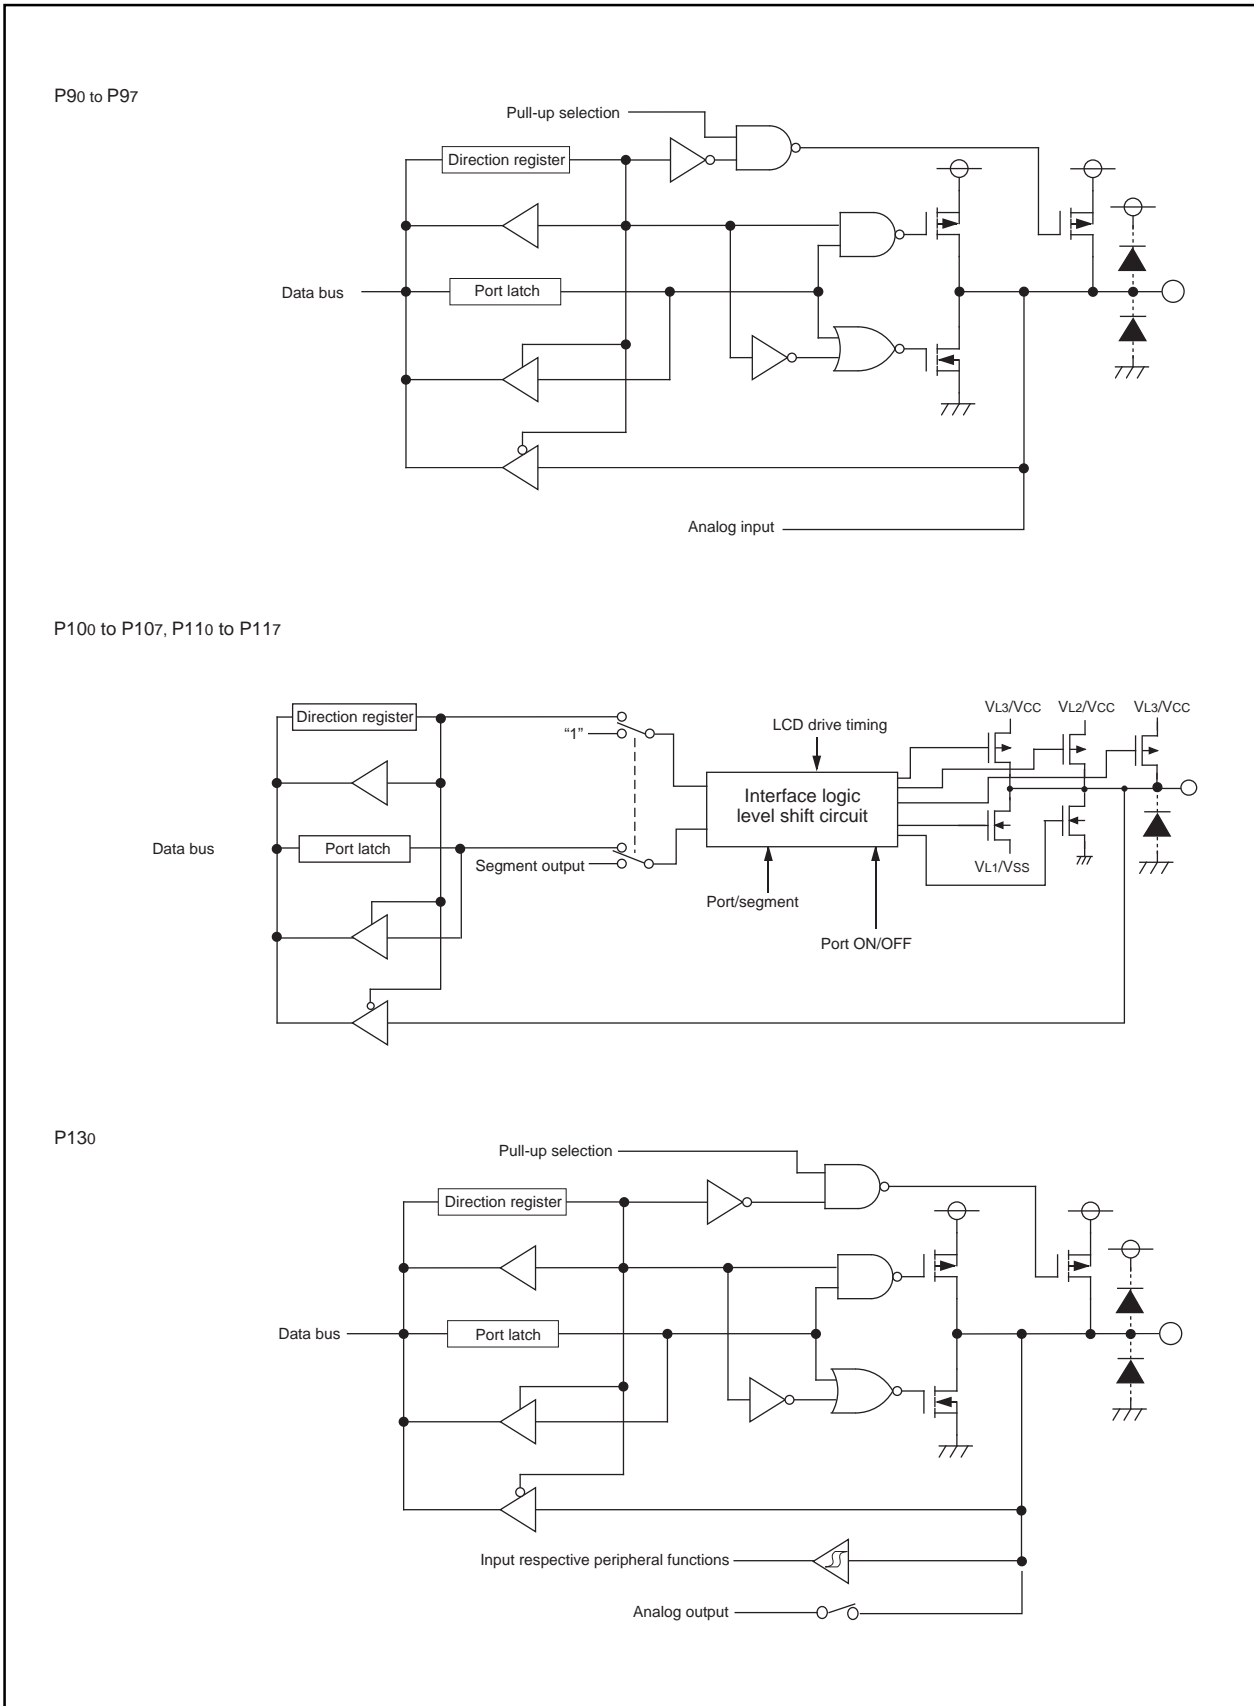 P90 to P97
Pull-up selection
Direction register
Data bus
Port latch
Analog input
P100 to P107, P110 to P117
Direction register
"1"
LCD drive timing
VL3/VCC
VL2/VCC
VL3/VCC
Interface logic
level shift circuit
Data bus
Port latch
Segment output
VL1/VSS
Port/segment
Port ON/OFF
P130
Pull-up selection
Direction register
Data bus
Port latch
Input respective peripheral functions
Analog output